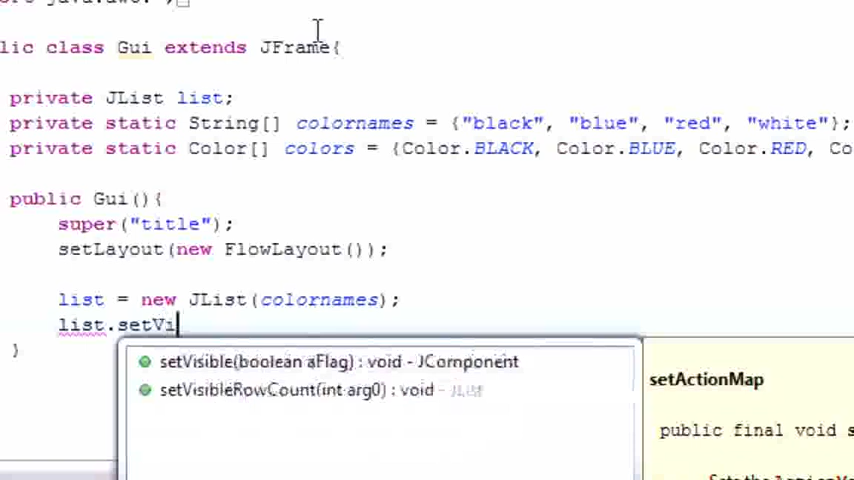 lic class Gui extends JFrame{
private JList list;
private static String[] colornames = {"black", "blue", "red", "white"};
private static Color[] colors = {Color.BLACK, Color.BLUE, Color.RED, Co
public Gui(){
super("title");
setLayout(new FlowLayout());
list = new JList(colornames);
list.setVi
}
setVisible(boolean aFlag) : void - JComponent
setVisibleRowCount(int arg0) : void - JList
setActionMap
public final void s